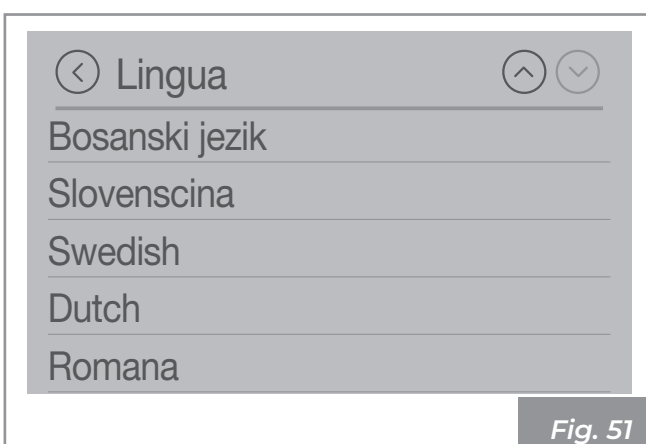 Lingua
Bosanski jezik
Slovenscina
Swedish
Dutch
Romana
Fig. 51